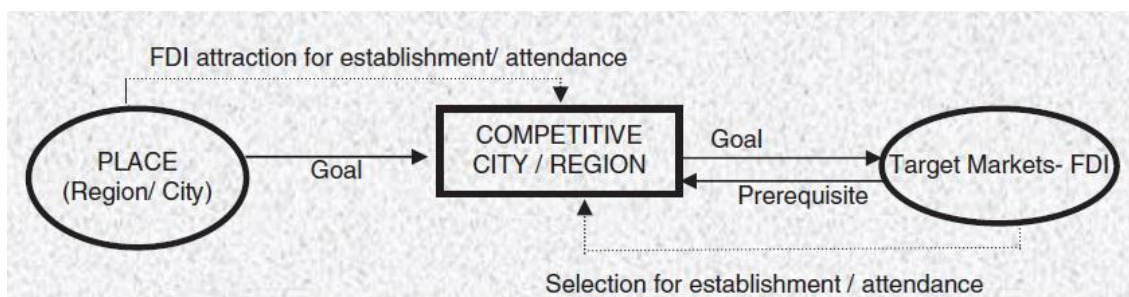 FDI attraction for establishment/ attendance
PLACE
(Region/ City)
Goal
COMPETITIVE
CITY / REGION
Goal
Prerequisite
Target Markets- FDI
Selection for establishment / attendance